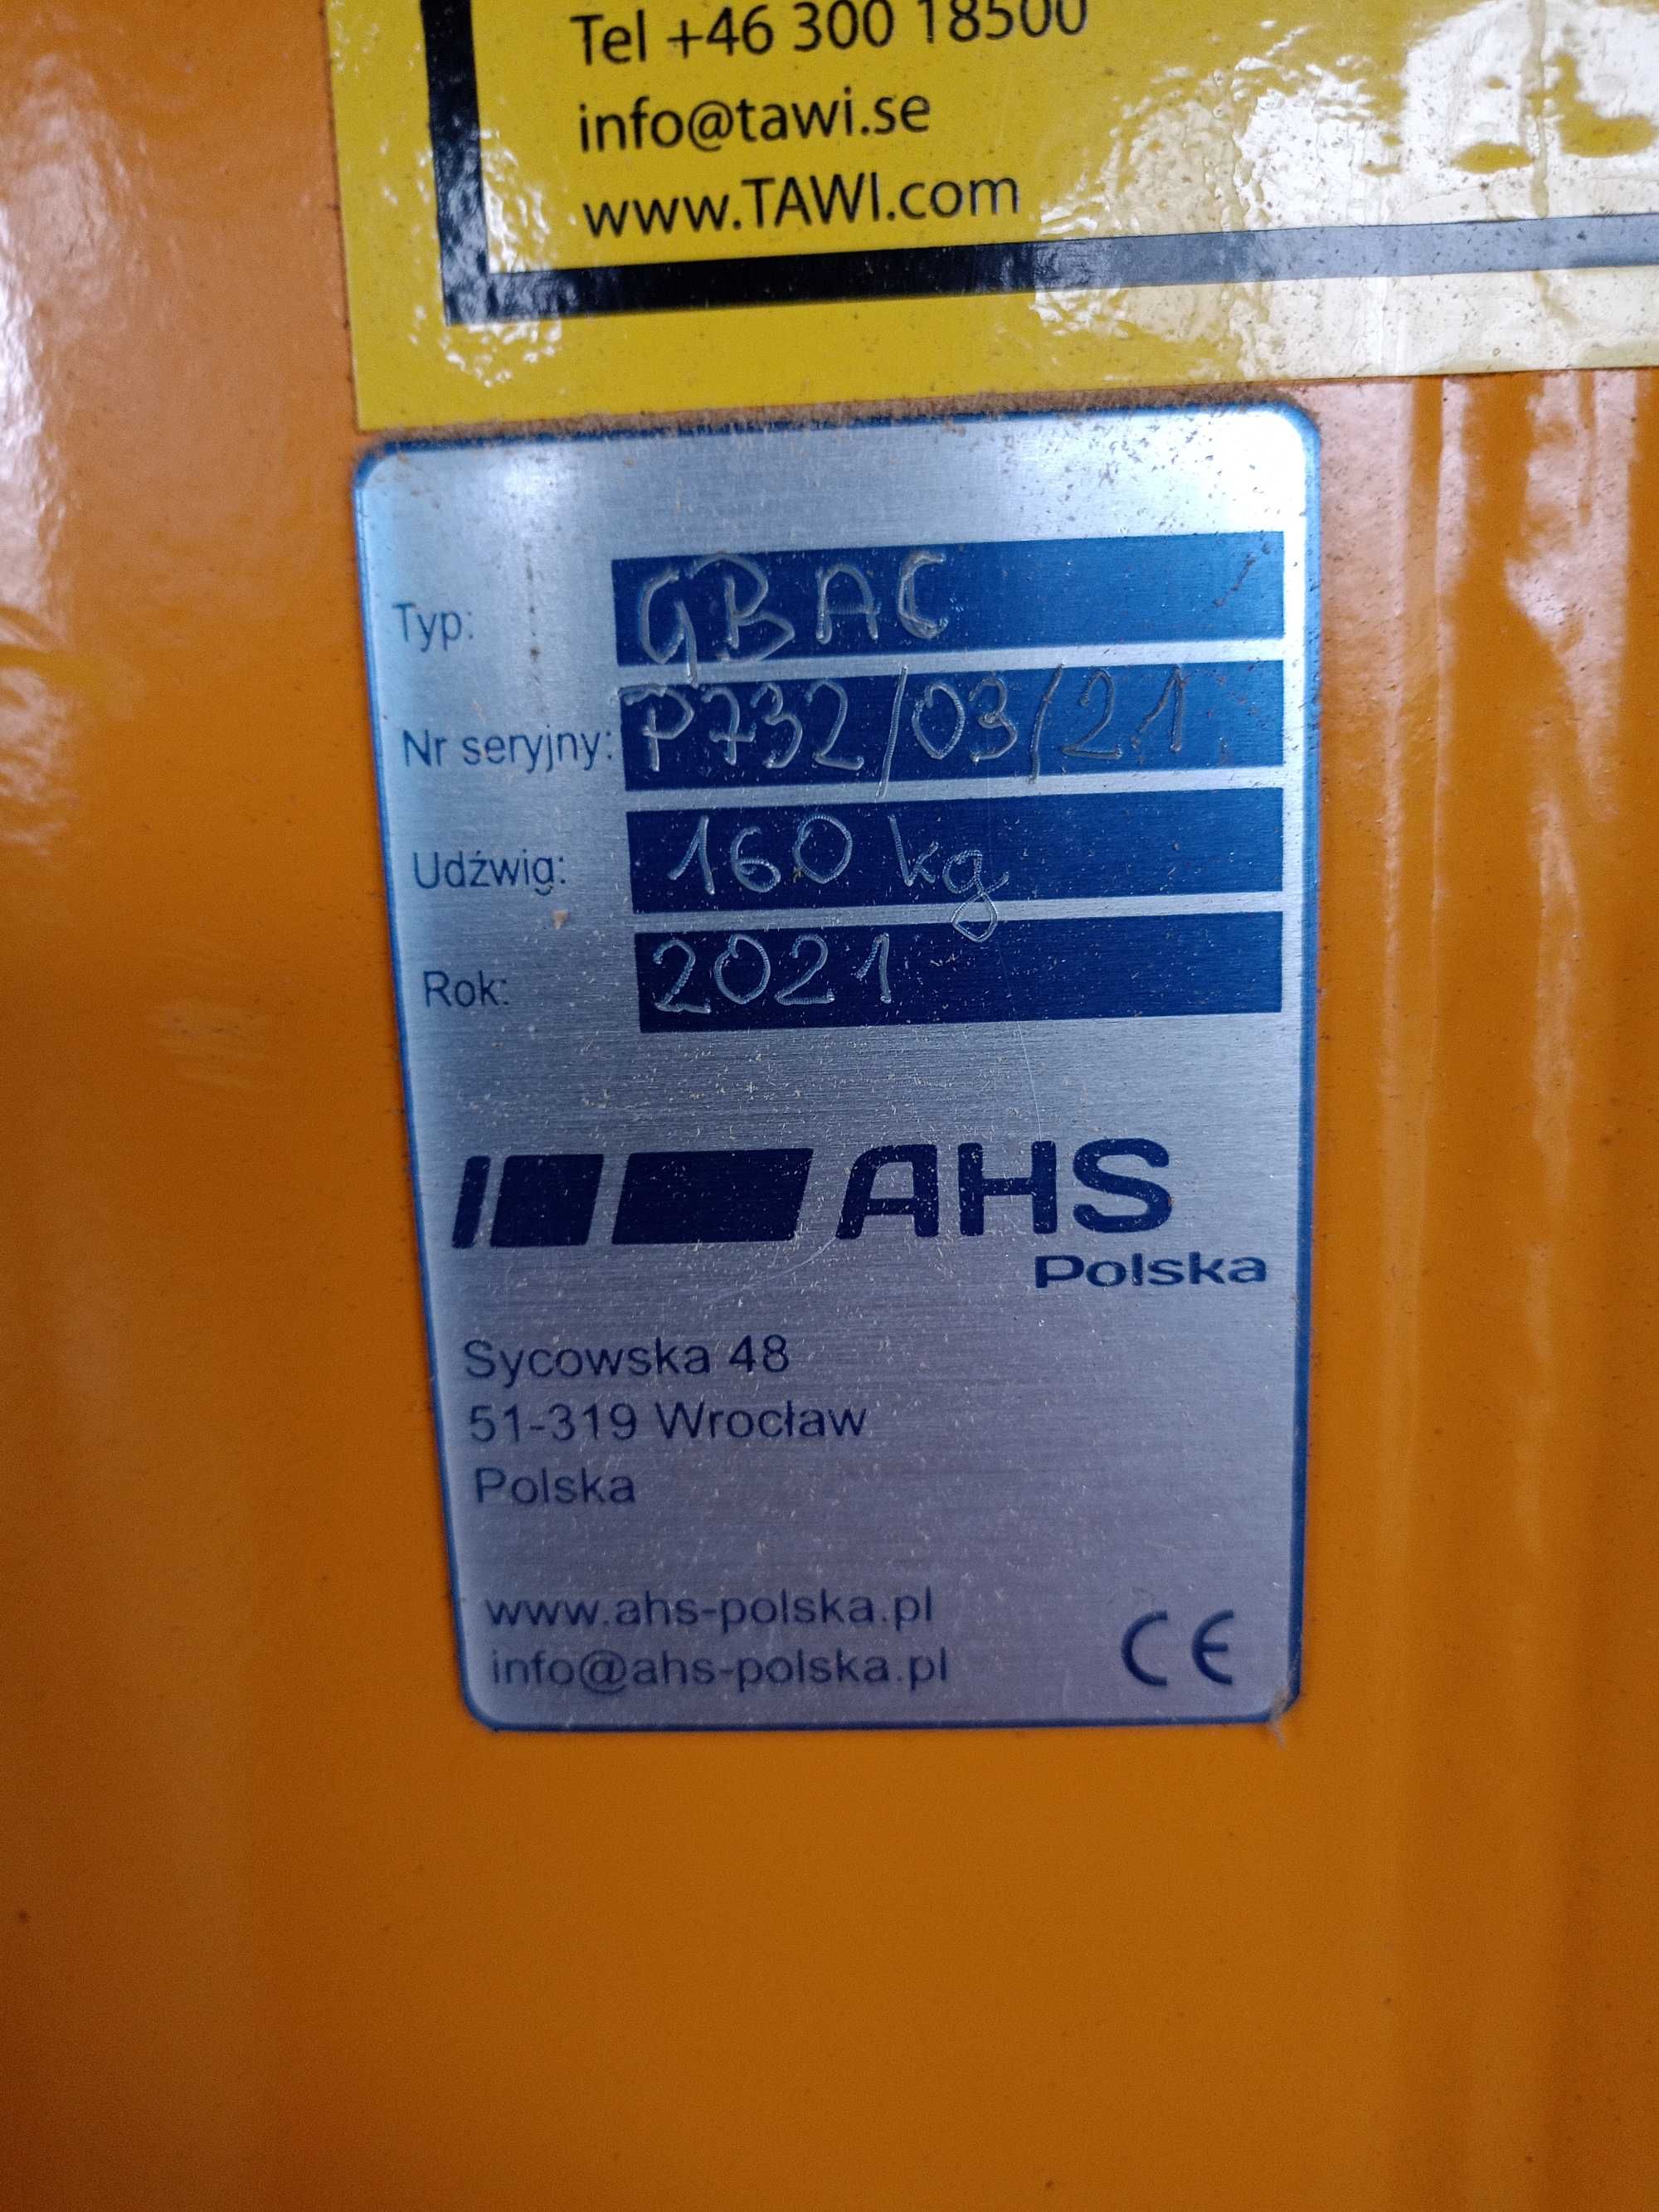 Tel +46 300 18500
info@tawi.se
www.TAWI.com
Typ: GBAC
Nr seryjny: P732/03/21
Udźwig: 160 kg
Rok: 2021
AHS
Polska
Sycowska 48
51-319 Wrocław
Polska
www.ahs-polska.pl
info@ahs-polska.pl
CE